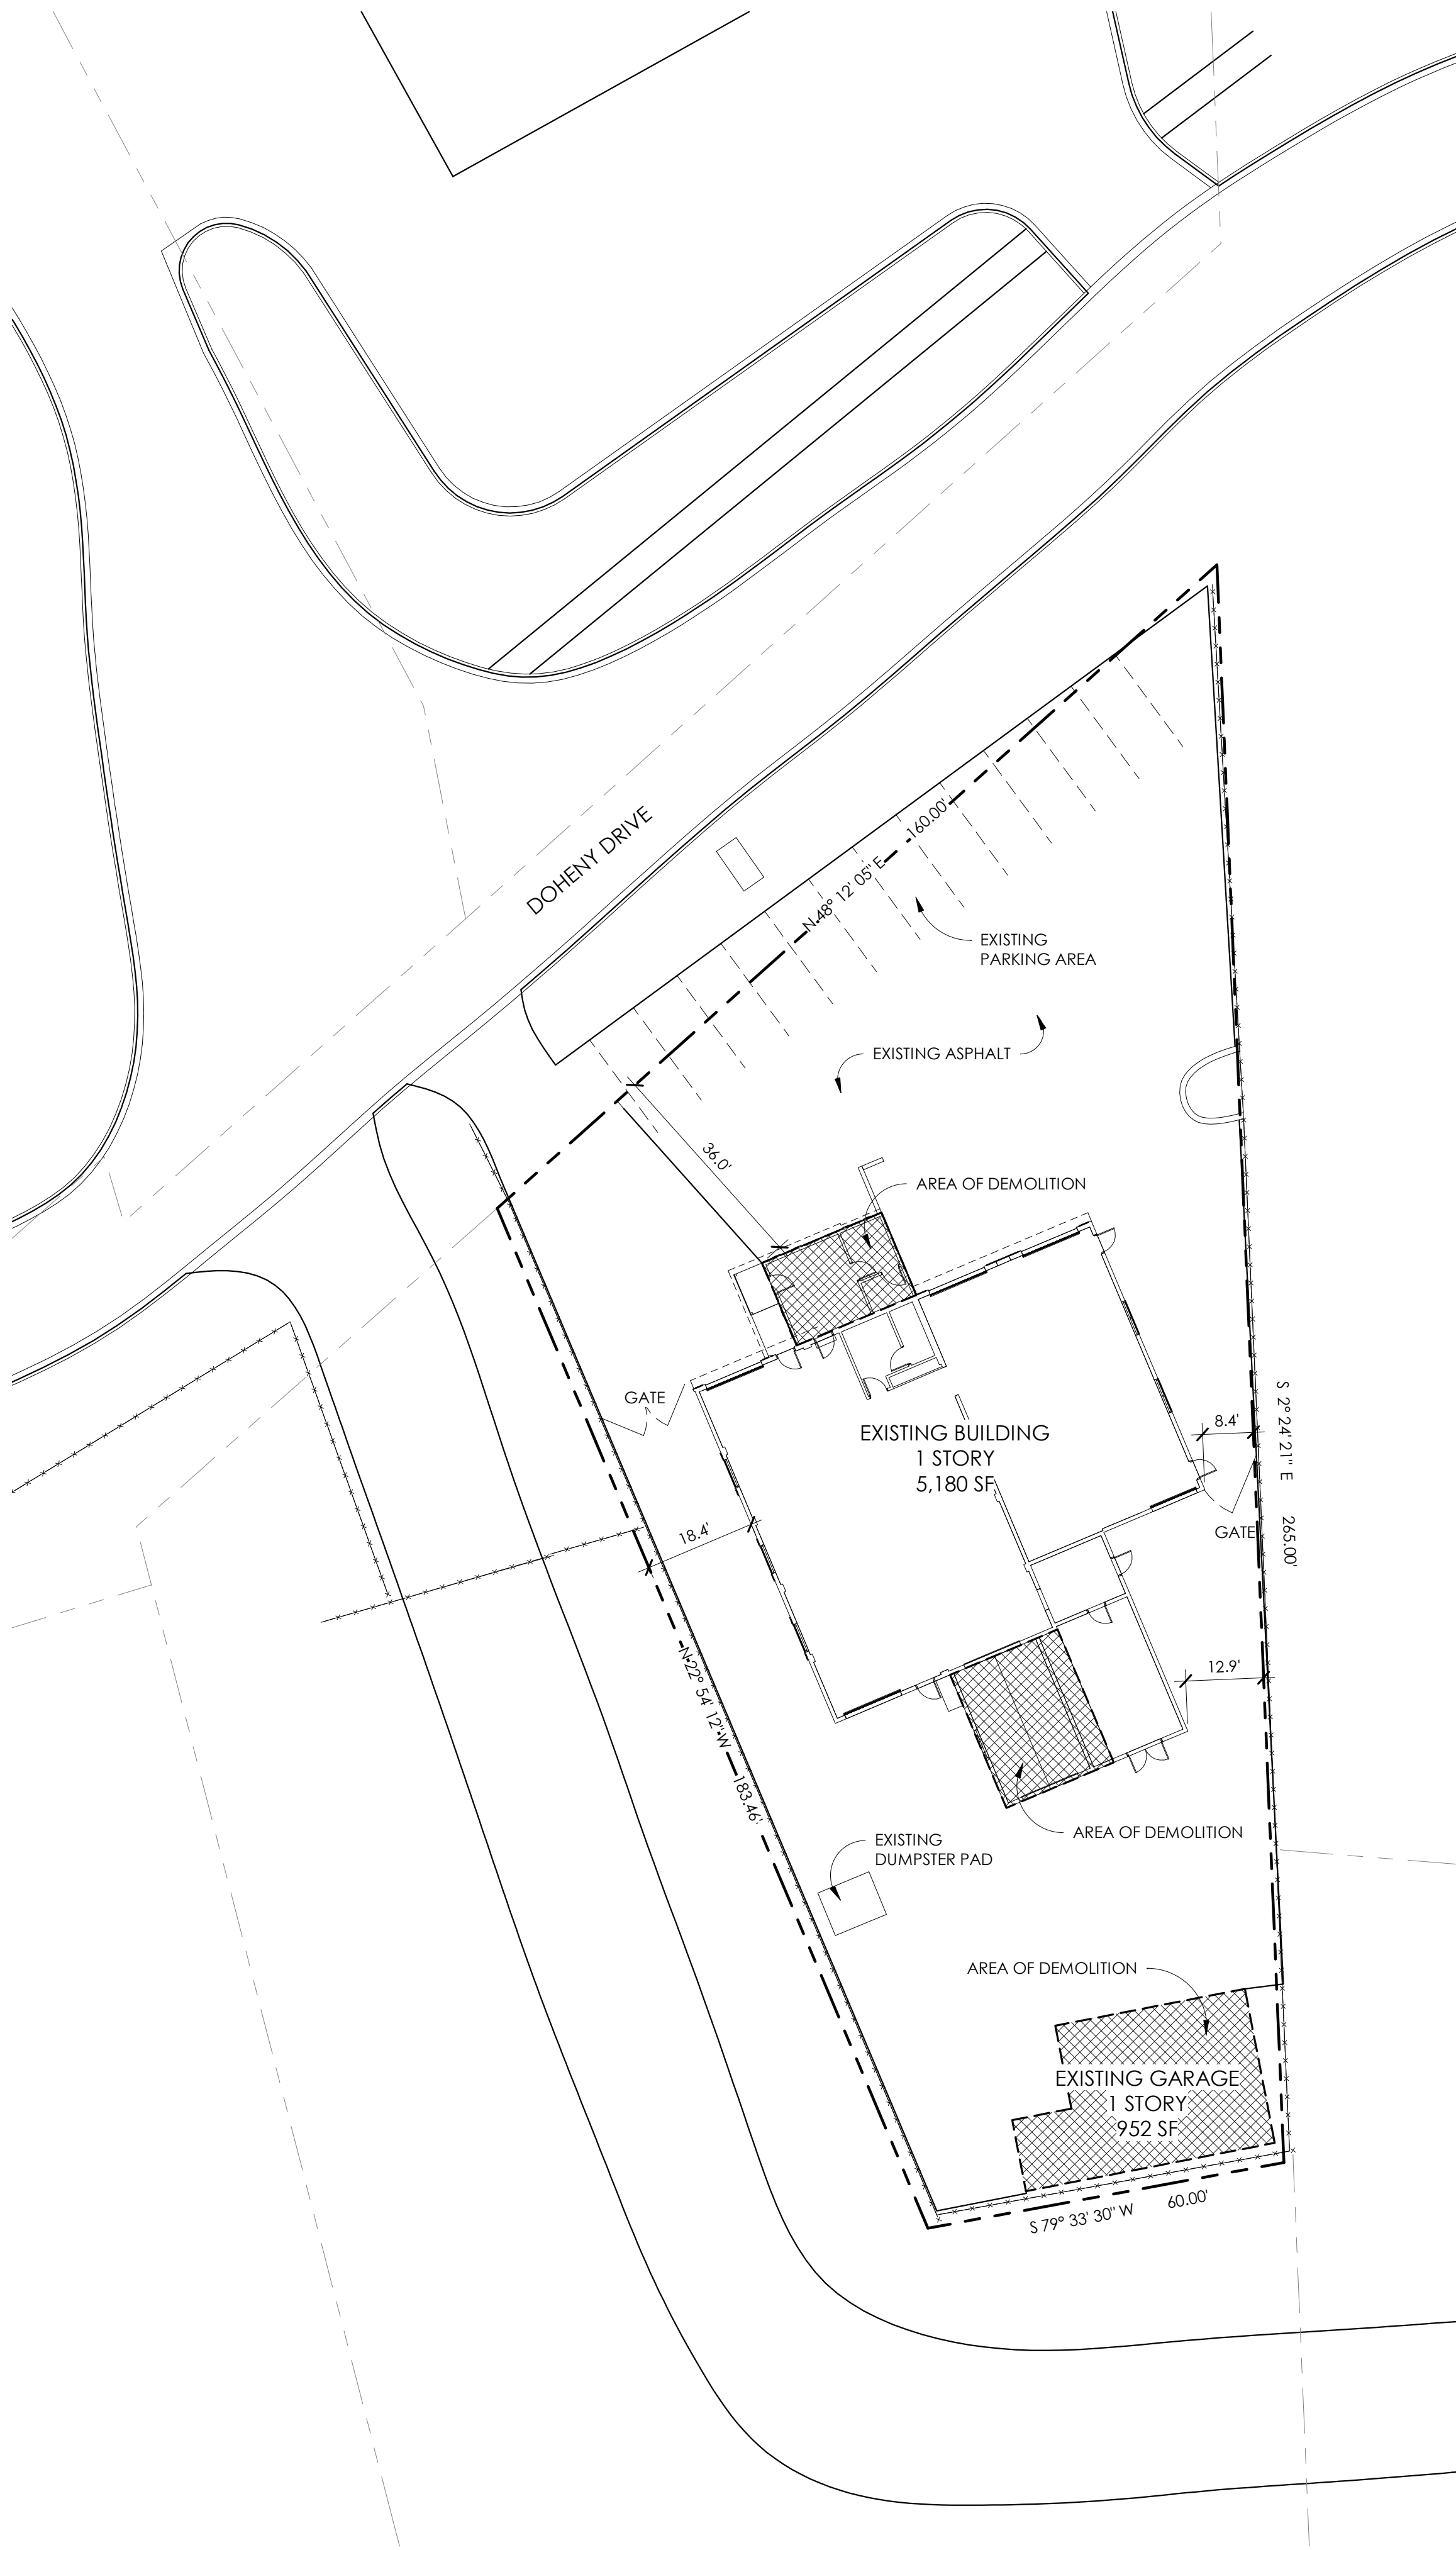 DOHENY DRIVE
N 48° 12' 05" E 160.00'
EXISTING
PARKING AREA
EXISTING ASPHALT
36.0'
AREA OF DEMOLITION
GATE
EXISTING BUILDING
1 STORY
5,180 SF
8.4'
S 2° 24' 21" E 265.00'
GATE
18.4'
12.9'
N 22° 54' 12" W 183.46'
AREA OF DEMOLITION
EXISTING
DUMPSTER PAD
AREA OF DEMOLITION
EXISTING GARAGE
1 STORY
952 SF
S 79° 33' 30" W 60.00'